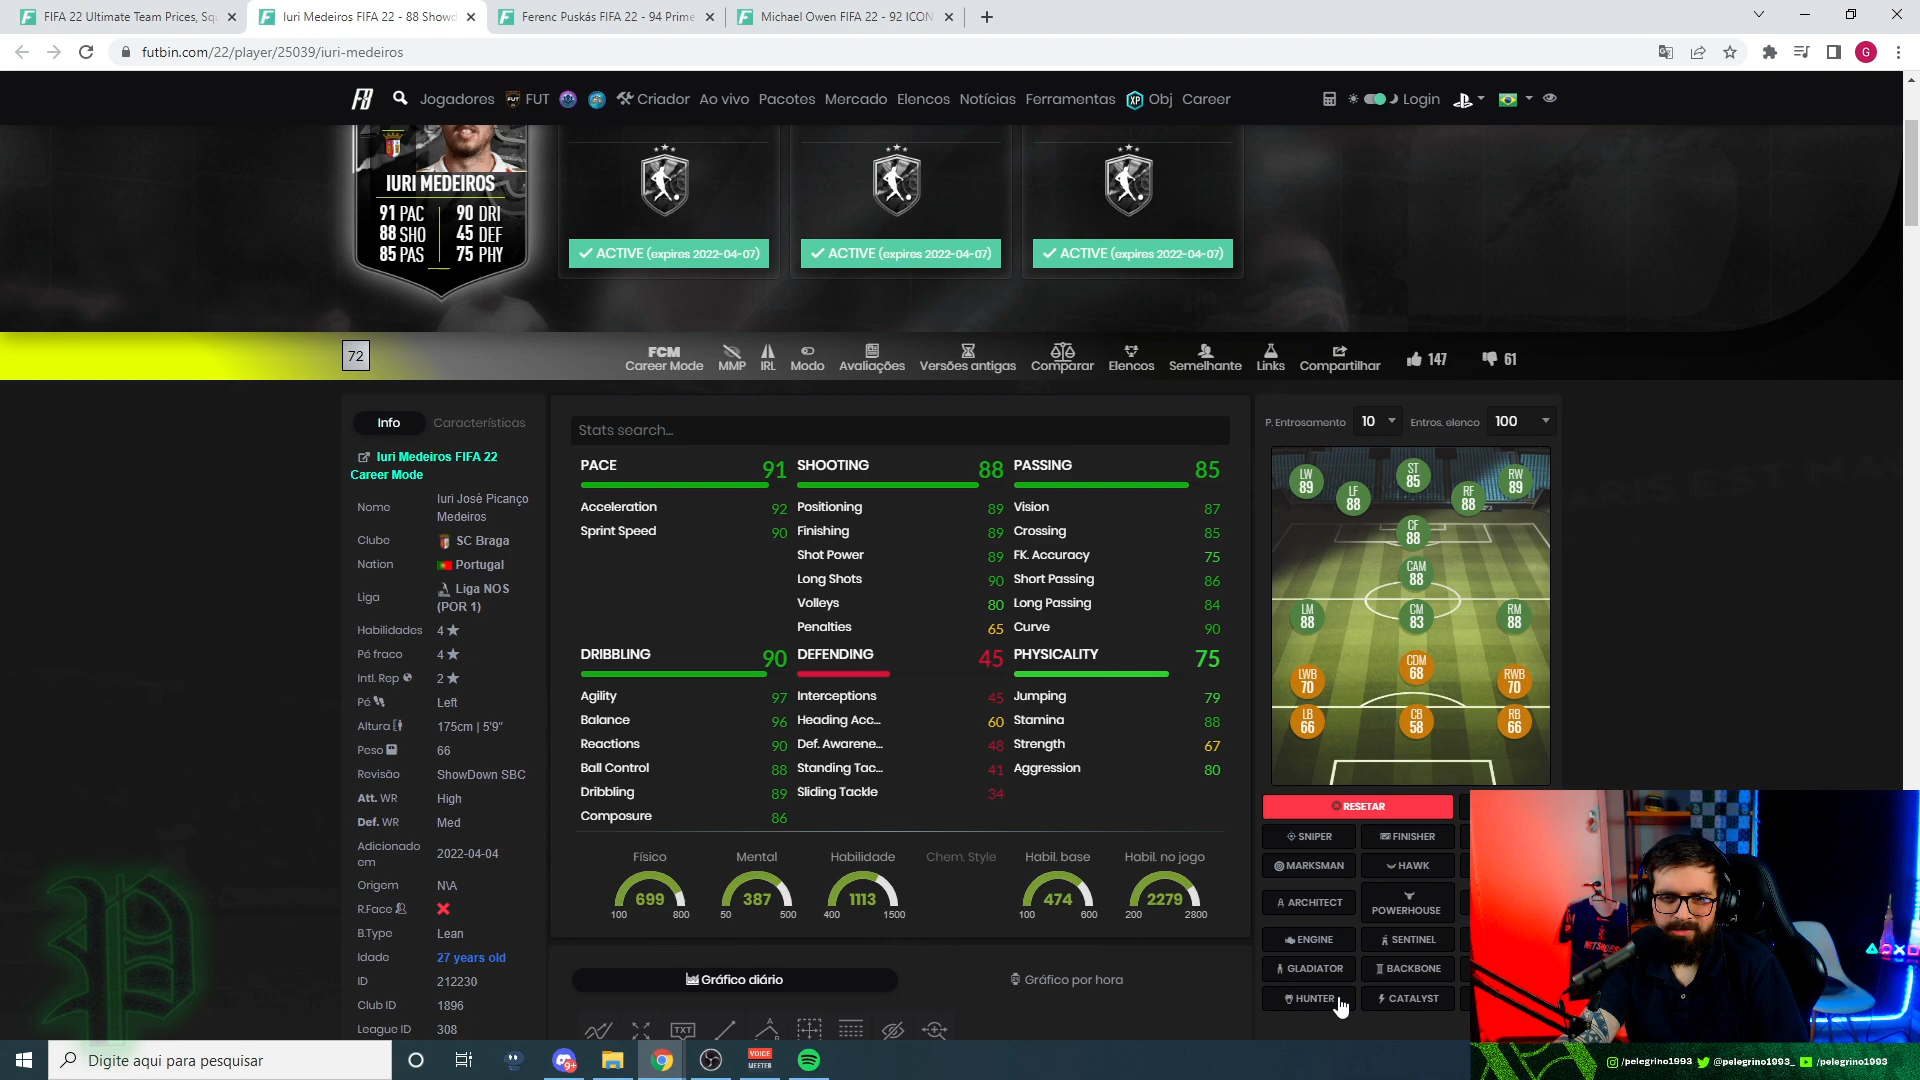 FIFA 22 Ultimate Team Prices, Squ
Iuri Medeiros FIFA 22 - 88 Showd
Ferenc Puskás FIFA 22 - 94 Prime
Michael Owen FIFA 22 - 92 ICON
futbin.com/22/player/25039/iuri-medeiros
G
FB
Jogadores
FUT
Criador
Ao vivo
Pacotes
Mercado
Elencos
Notícias
Ferramentas
XP
Obj
Career
Login
IURI MEDEIROS
91 PAC 90 DRI
88 SHO 45 DEF
85 PAS 75 PHY
ACTIVE (expires 2022-04-07)
ACTIVE (expires 2022-04-07)
ACTIVE (expires 2022-04-07)
72
FCM
Career Mode
MMP
IRL
Modo
Avaliações
Versões antigas
Comparar
Elencos
Semelhante
Links
Compartilhar
147
61
Info
Características
Iuri Medeiros FIFA 22
Career Mode
Nome
Iuri José Picanço
Medeiros
Clube SC Braga
Nation Portugal
Liga
Liga NOS
(POR 1)
Habilidades 4
Pé fraco 4
Intl. Rep 2
Pé Left
Altura 175cm | 5'9"
Peso 66
Revisão ShowDown SBC
Att. WR High
Def. WR Med
Adicionado
em
2022-04-04
Origem N\A
R.Face
B.Type Lean
Idade 27 years old
ID 212230
Club ID 1896
League ID 308
Stats search...
PACE 91
Acceleration 92
Sprint Speed 90
SHOOTING 88
Positioning 89
Finishing 89
Shot Power 89
Long Shots 90
Volleys 80
Penalties 65
PASSING 85
Vision 87
Crossing 85
FK. Accuracy 75
Short Passing 86
Long Passing 84
Curve 90
DRIBBLING 90
Agility 97
Balance 96
Reactions 90
Ball Control 88
Dribbling 89
Composure 86
DEFENDING 45
Interceptions 45
Heading Acc... 60
Def. Awarene... 48
Standing Tac... 41
Sliding Tackle 34
PHYSICALITY 75
Jumping 79
Stamina 88
Strength 67
Aggression 80
Físico
699
100 800
Mental
387
50 500
Habilidade
1113
400 1500
Chem. Style
Habil. base
474
100 600
Habil. no jogo
2279
200 2800
Gráfico diário
Gráfico por hora
TXT
P. Entrosamento 10
Entros. elenco 100
LW
89
ST
85
RW
89
LF
88
RF
88
CF
88
CAM
88
LM
88
CM
83
RM
88
CDM
68
LWB
70
RWB
70
LB
66
CB
58
RB
66
RESETAR
SNIPER
FINISHER
MARKSMAN
HAWK
ARCHITECT
POWERHOUSE
ENGINE
SENTINEL
GLADIATOR
BACKBONE
HUNTER
CATALYST
NETSHOES
Digite aqui para pesquisar
VOICE
MEETER
/pelegrino1993
@pelegrino1993_
/pelegrino1993